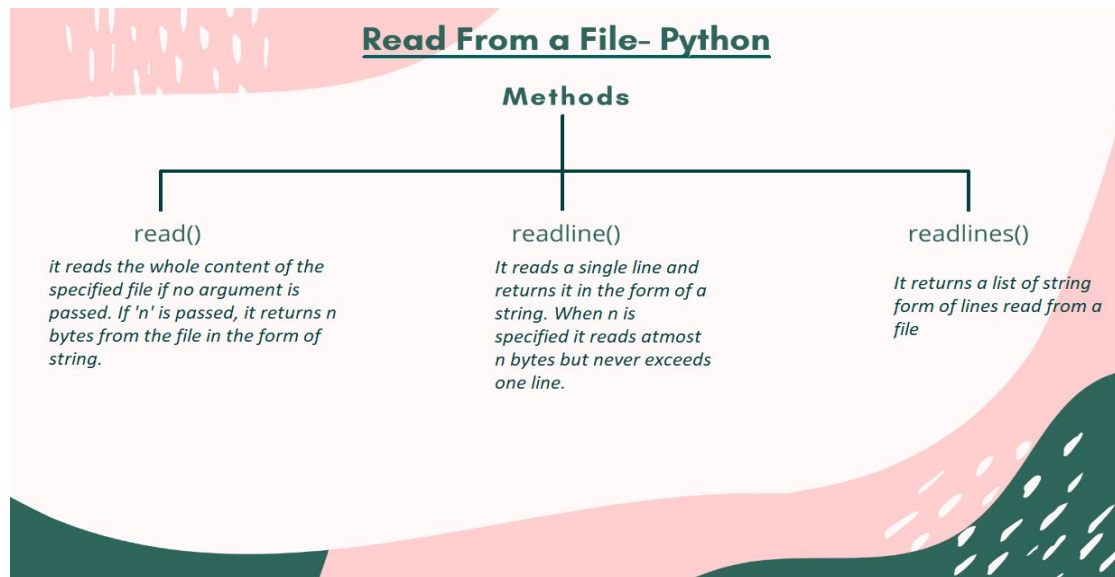 Read From a File- Python
Methods
read()
it reads the whole content of the
specified file if no argument is
passed. If 'n' is passed, it returns n
bytes from the file in the form of
string.
readline()
It reads a single line and
returns it in the form of a
string. When n is
specified it reads atmost
n bytes but never exceeds
one line.
readlines()
It returns a list of string
form of lines read from a
file